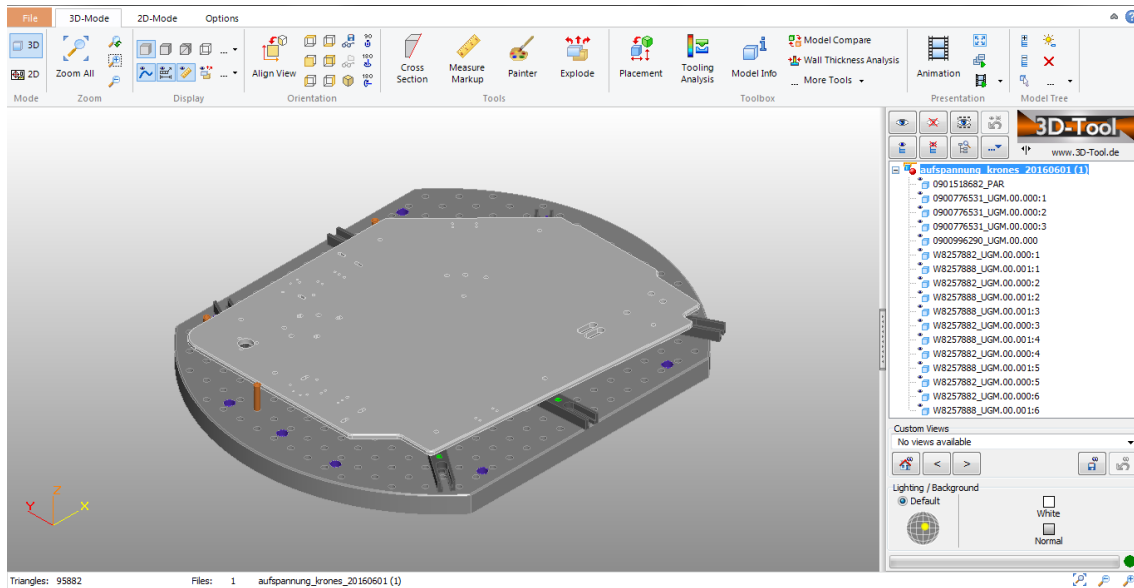 File 3D-Mode 2D-Mode Options
3D
2D
Mode
Zoom All
Zoom
...
...
Display
Align View
90
90
180
Orientation
Cross Section
Measure Markup
Painter
Explode
Tools
Placement
Tooling Analysis
Model Info
Model Compare
Wall Thickness Analysis
... More Tools
Toolbox
Animation
Presentation
...
Model Tree
3D-Tool
www.3D-Tool.de
aufspannung_krones_20160601 (1)
0901518682_PAR
0900776531_UGM.00.000:1
0900776531_UGM.00.000:2
0900776531_UGM.00.000:3
0900996290_UGM.00.000
W8257882_UGM.00.000:1
W8257888_UGM.00.001:1
W8257882_UGM.00.000:2
W8257888_UGM.00.001:2
W8257888_UGM.00.001:3
W8257882_UGM.00.000:3
W8257888_UGM.00.001:4
W8257882_UGM.00.000:4
W8257888_UGM.00.001:5
W8257882_UGM.00.000:5
W8257882_UGM.00.000:6
W8257888_UGM.00.001:6
Custom Views
No views available
< >
Lighting / Background
Default
White
Normal
Z
Y
X
Triangles: 95882 Files: 1 aufspannung_krones_20160601 (1)